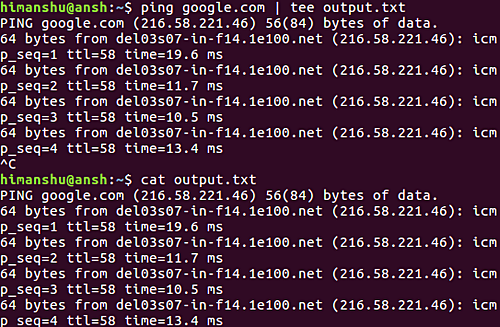 himanshu@ansh:~$ ping google.com | tee output.txt
PING google.com (216.58.221.46) 56(84) bytes of data.
64 bytes from del03s07-in-f14.1e100.net (216.58.221.46): icm
p_seq=1 ttl=58 time=19.6 ms
64 bytes from del03s07-in-f14.1e100.net (216.58.221.46): icm
p_seq=2 ttl=58 time=11.7 ms
64 bytes from del03s07-in-f14.1e100.net (216.58.221.46): icm
p_seq=3 ttl=58 time=10.5 ms
64 bytes from del03s07-in-f14.1e100.net (216.58.221.46): icm
p_seq=4 ttl=58 time=13.4 ms
^C
himanshu@ansh:~$ cat output.txt
PING google.com (216.58.221.46) 56(84) bytes of data.
64 bytes from del03s07-in-f14.1e100.net (216.58.221.46): icm
p_seq=1 ttl=58 time=19.6 ms
64 bytes from del03s07-in-f14.1e100.net (216.58.221.46): icm
p_seq=2 ttl=58 time=11.7 ms
64 bytes from del03s07-in-f14.1e100.net (216.58.221.46): icm
p_seq=3 ttl=58 time=10.5 ms
64 bytes from del03s07-in-f14.1e100.net (216.58.221.46): icm
p_seq=4 ttl=58 time=13.4 ms